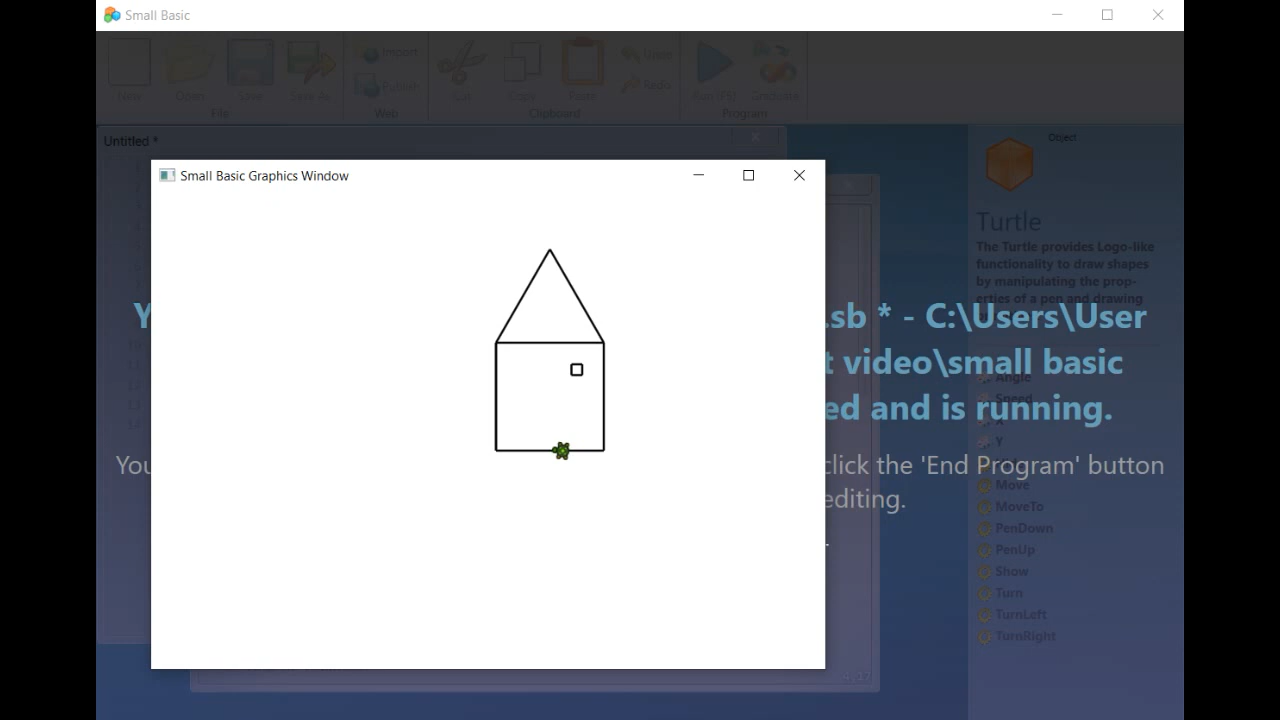 Small Basic
New
Open
Save
Save As
Import
Publish
Cut
Copy
Paste
Undo
Redo
Run (F5)
Graduate
File
Web
Clipboard
Program
Untitled *
Object
Small Basic Graphics Window
Turtle
The Turtle provides Logo-like
functionality to draw shapes
by manipulating the prop-
erties of a pen and drawing
.sb * - C:\Users\User
t video\small basic
ed and is running.
Angle
Speed
X
Y
You
click the 'End Program' button
editing.
Move
MoveTo
PenDown
PenUp
Show
Turn
TurnLeft
TurnRight
4,17